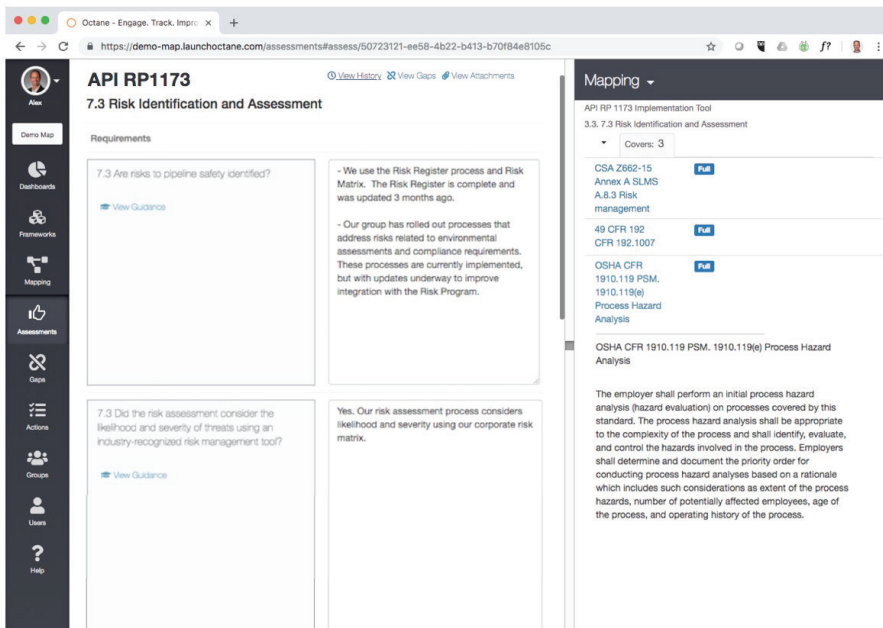 Octane - Engage. Track. Impro
https://demo-map.launchoctane.com/assessments#assess/50723121-ee58-4b22-b413-b70f84e8105c
f?
Alex
Demo Map
Dashboards
Frameworks
Mapping
Assessments
Gaps
Actions
Groups
Users
Help
API RP1173
View History View Gaps View Attachments
7.3 Risk Identification and Assessment
Requirements
7.3 Are risks to pipeline safety identified?
View Guidance
- We use the Risk Register process and Risk
Matrix. The Risk Register is complete and
was updated 3 months ago.
- Our group has rolled out processes that
address risks related to environmental
assessments and compliance requirements.
These processes are currently implemented,
but with updates underway to improve
integration with the Risk Program.
7.3 Did the risk assessment consider the
likelihood and severity of threats using an
industry-recognized risk management tool?
View Guidance
Yes. Our risk assessment process considers
likelihood and severity using our corporate risk
matrix.
Mapping
API RP 1173 Implementation Tool
3.3. 7.3 Risk Identification and Assessment
Covers: 3
CSA Z662-15
Annex A SLMS
A.8.3 Risk
management
Full
49 CFR 192
CFR 192.1007
Full
OSHA CFR
1910.119 PSM.
1910.119(e)
Process Hazard
Analysis
Full
OSHA CFR 1910.119 PSM. 1910.119(e) Process Hazard
Analysis
The employer shall perform an initial process hazard
analysis (hazard evaluation) on processes covered by this
standard. The process hazard analysis shall be appropriate
to the complexity of the process and shall identify, evaluate,
and control the hazards involved in the process. Employers
shall determine and document the priority order for
conducting process hazard analyses based on a rationale
which includes such considerations as extent of the process
hazards, number of potentially affected employees, age of
the process, and operating history of the process.